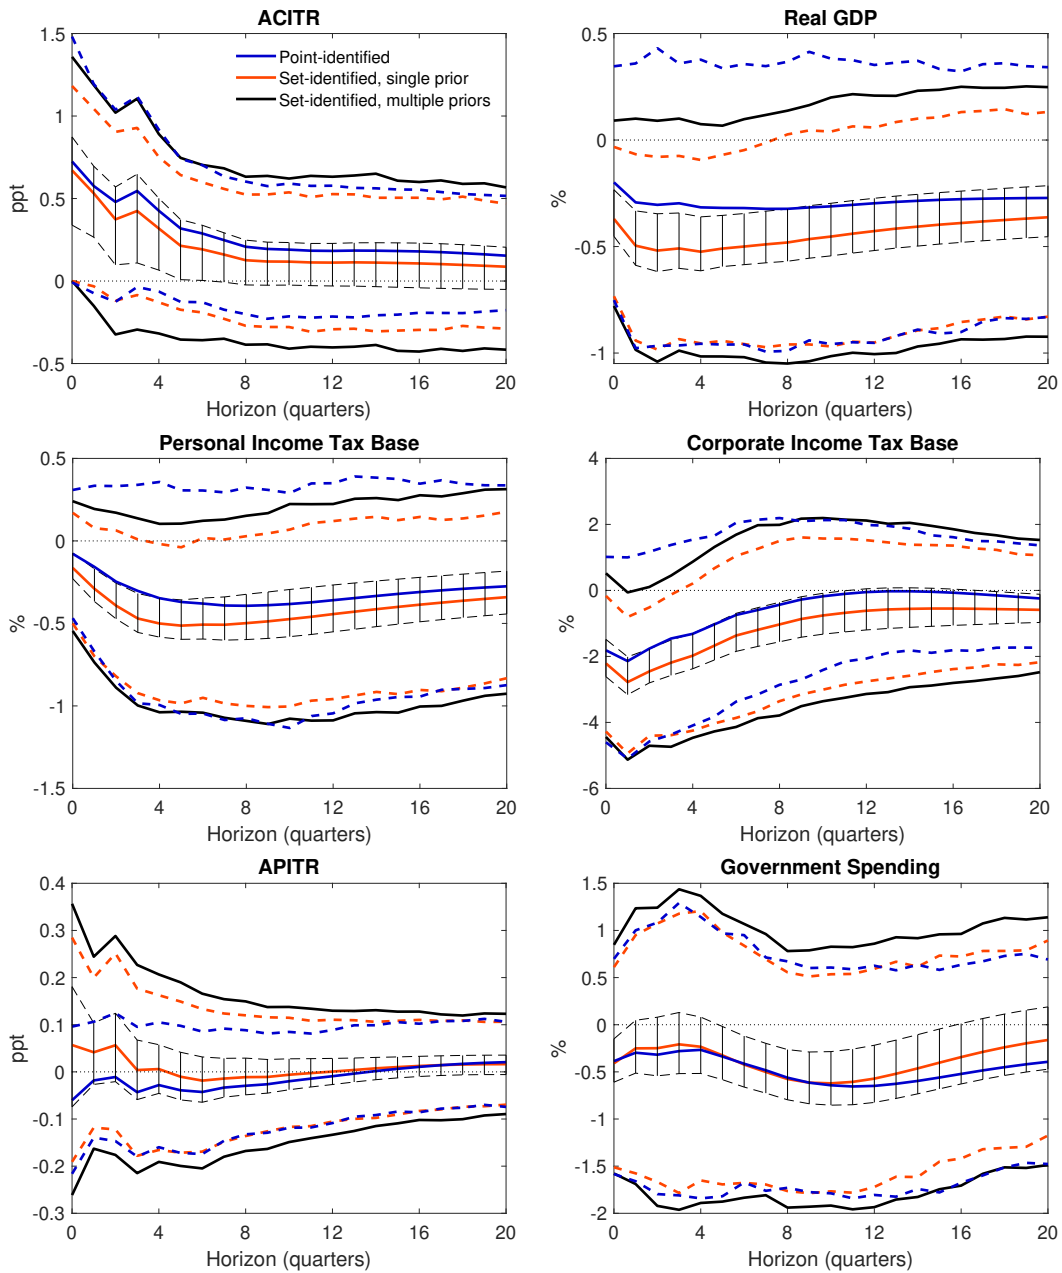 ACITR
1.5
1
0.5
0
-0.5
ppt
Point-identified
Set-identified, single prior
Set-identified, multiple priors
0 4 8 12 16 20
Horizon (quarters)
Real GDP
0.5
0
-0.5
-1
%
0 4 8 12 16 20
Horizon (quarters)
Personal Income Tax Base
0.5
0
-0.5
-1
-1.5
%
0 4 8 12 16 20
Horizon (quarters)
Corporate Income Tax Base
4
2
0
-2
-4
-6
%
0 4 8 12 16 20
Horizon (quarters)
APITR
0.4
0.3
0.2
0.1
0
-0.1
-0.2
-0.3
ppt
0 4 8 12 16 20
Horizon (quarters)
Government Spending
1.5
1
0.5
0
-0.5
-1
-1.5
-2
%
0 4 8 12 16 20
Horizon (quarters)